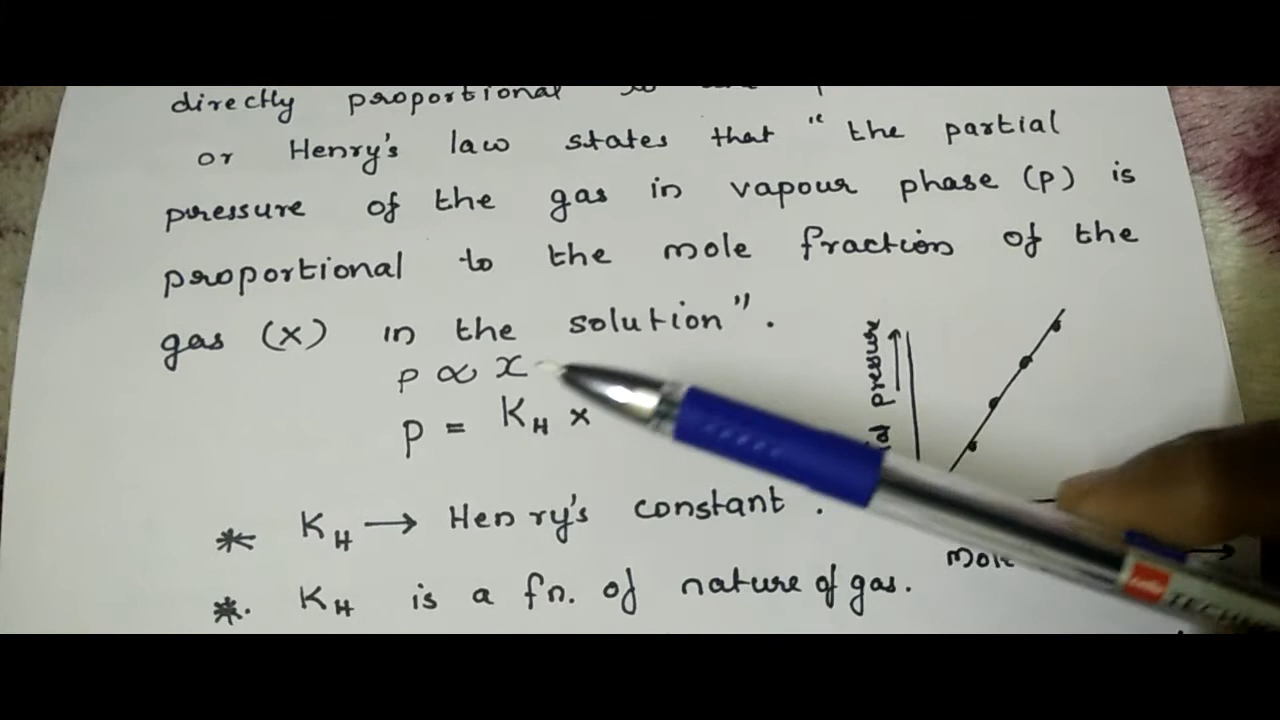 directly proportional
or Henry's law states that "the partial
pressure of the gas in vapour phase (p) is
proportional to the mole fraction of the
gas (x) in the solution".
p ∝ x
p = K_H x
* K_H → Henry's constant.
*. K_H is a fn. of nature of gas.
pressure